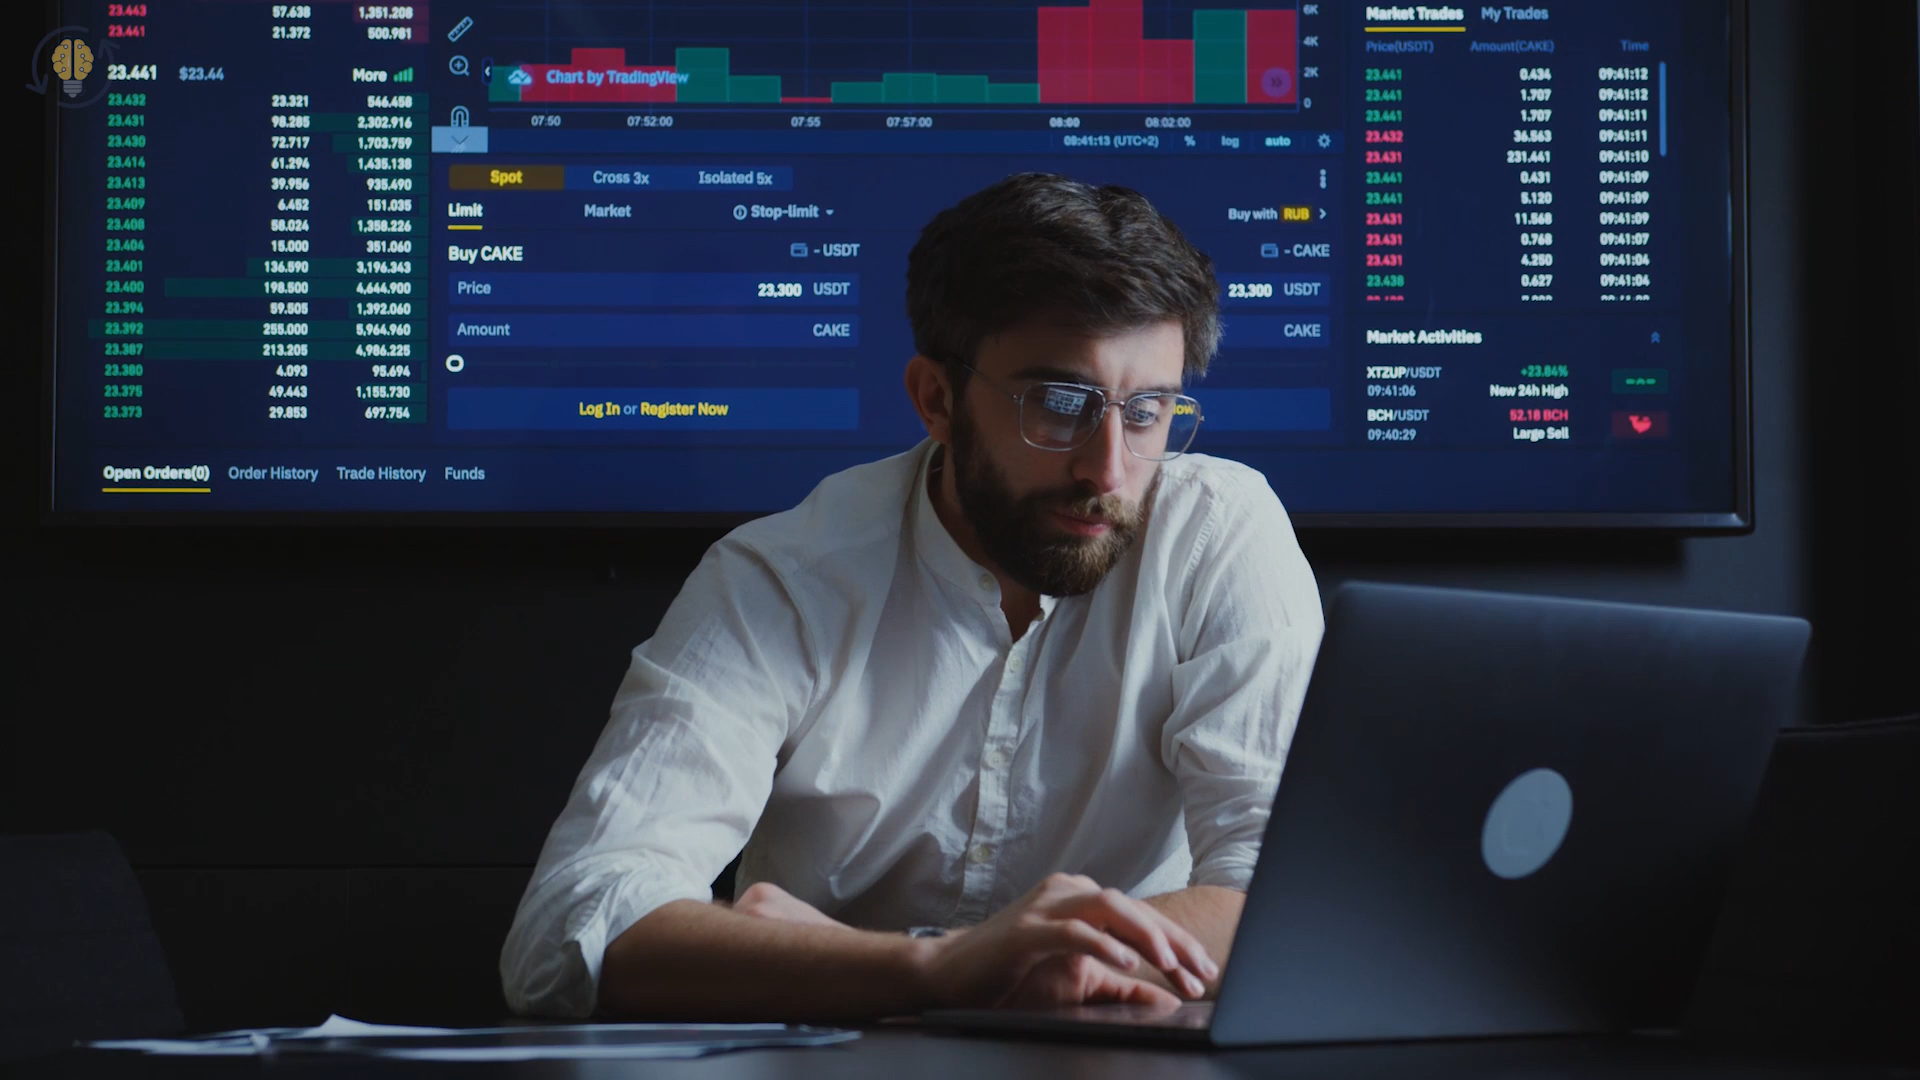 23.443 57.638 1,351.208
23.441 21.372 500.981
23.441 $23.44 More
23.432 23.321 546.458
23.431 98.285 2,302.916
23.430 72.717 1,703.759
23.414 61.294 1,435.138
23.413 39.956 935.490
23.409 6.452 151.035
23.408 58.024 1,358.226
23.404 15.000 351.060
23.401 136.590 3,196.343
23.400 198.500 4,644.900
23.394 59.505 1,392.060
23.392 255.000 5,964.960
23.387 213.205 4,986.225
23.380 4.093 95.694
23.375 49.443 1,155.730
23.373 29.853 697.754
Open Orders(0) Order History Trade History Funds
6K
4K
2K
0
Chart by TradingView
07:50 07:52:00 07:55 07:57:00 08:00 08:02:00
09:41:13 (UTC+2) % log auto
Spot Cross 3x Isolated 5x
Limit Market Stop-limit
Buy with RUB
Buy CAKE - USDT
- CAKE
Price 23,300 USDT
23,300 USDT
Amount CAKE
CAKE
Log In or Register Now
Market Trades My Trades
Price(USDT) Amount(CAKE) Time
23.441 0.434 09:41:12
23.441 1.707 09:41:12
23.441 1.707 09:41:11
23.432 36.563 09:41:11
23.431 231.441 09:41:10
23.441 0.431 09:41:09
23.441 5.120 09:41:09
23.431 11.568 09:41:09
23.431 0.768 09:41:07
23.431 4.250 09:41:04
23.438 0.627 09:41:04
Market Activities
XTZUP/USDT +23.84%
09:41:06 New 24h High
BCH/USDT 52.18 BCH
09:40:29 Large Sell